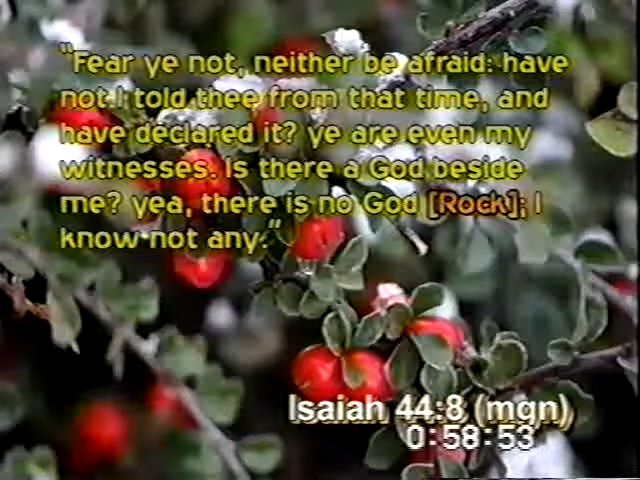 "Fear ye not, neither be afraid: have
not I told thee from that time, and
have declared it? ye are even my
witnesses. Is there a God beside
me? yea, there is no God [Rock]; I
know not any."
Isaiah 44:8 (mgn)
0:58:53